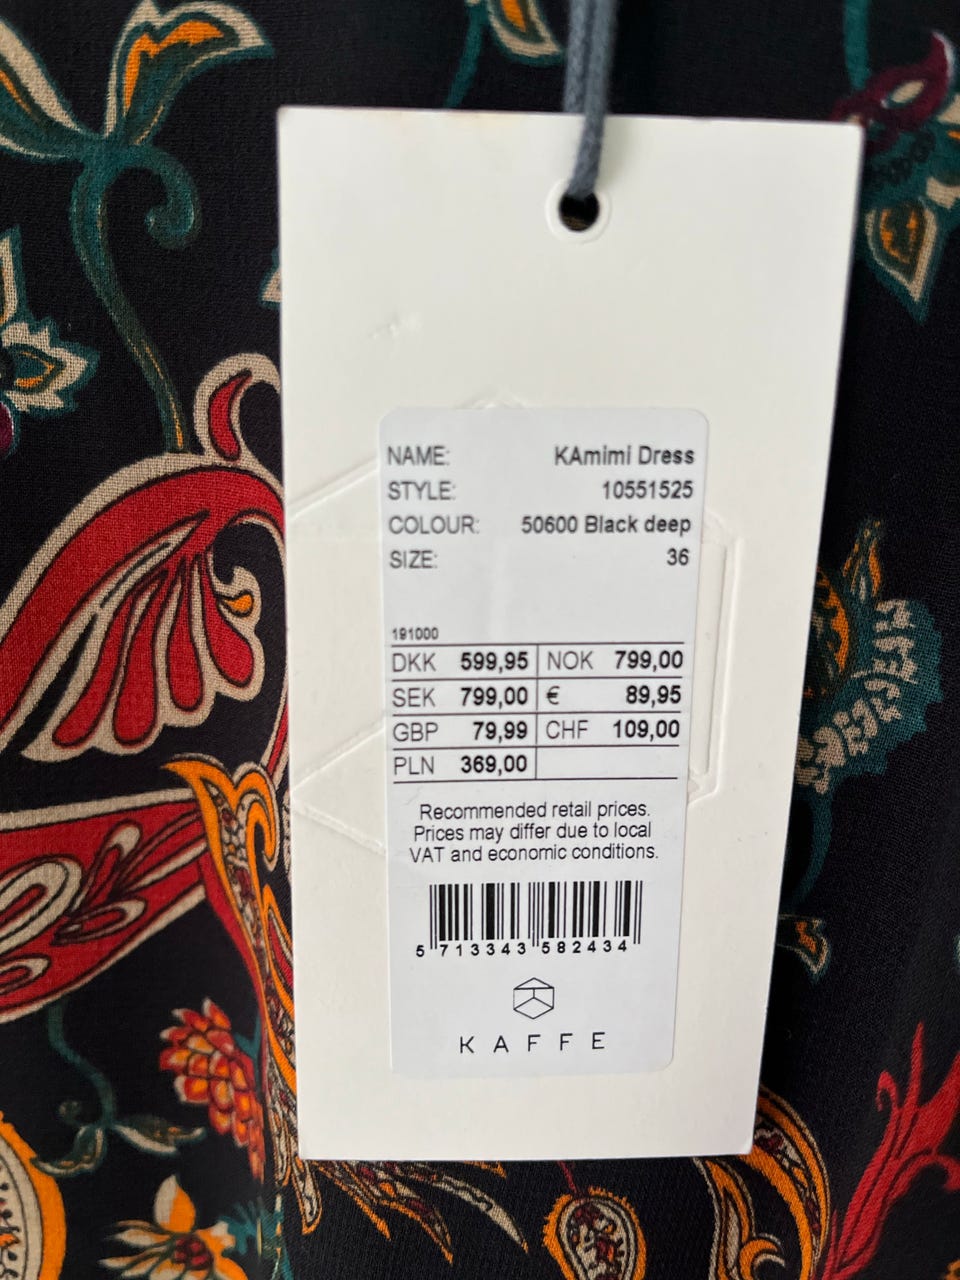 NAME: KAmimi Dress
STYLE: 10551525
COLOUR: 50600 Black deep
SIZE: 36
191000
DKK 599,95 NOK 799,00
SEK 799,00 € 89,95
GBP 79,99 CHF 109,00
PLN 369,00
Recommended retail prices.
Prices may differ due to local
VAT and economic conditions.
5 713343 582434
KAFFE